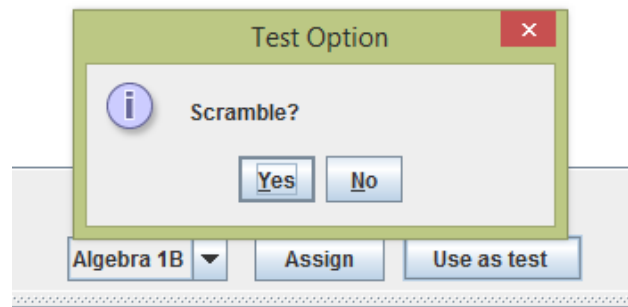 Test Option
Scramble?
Yes No
Algebra 1B Assign Use as test